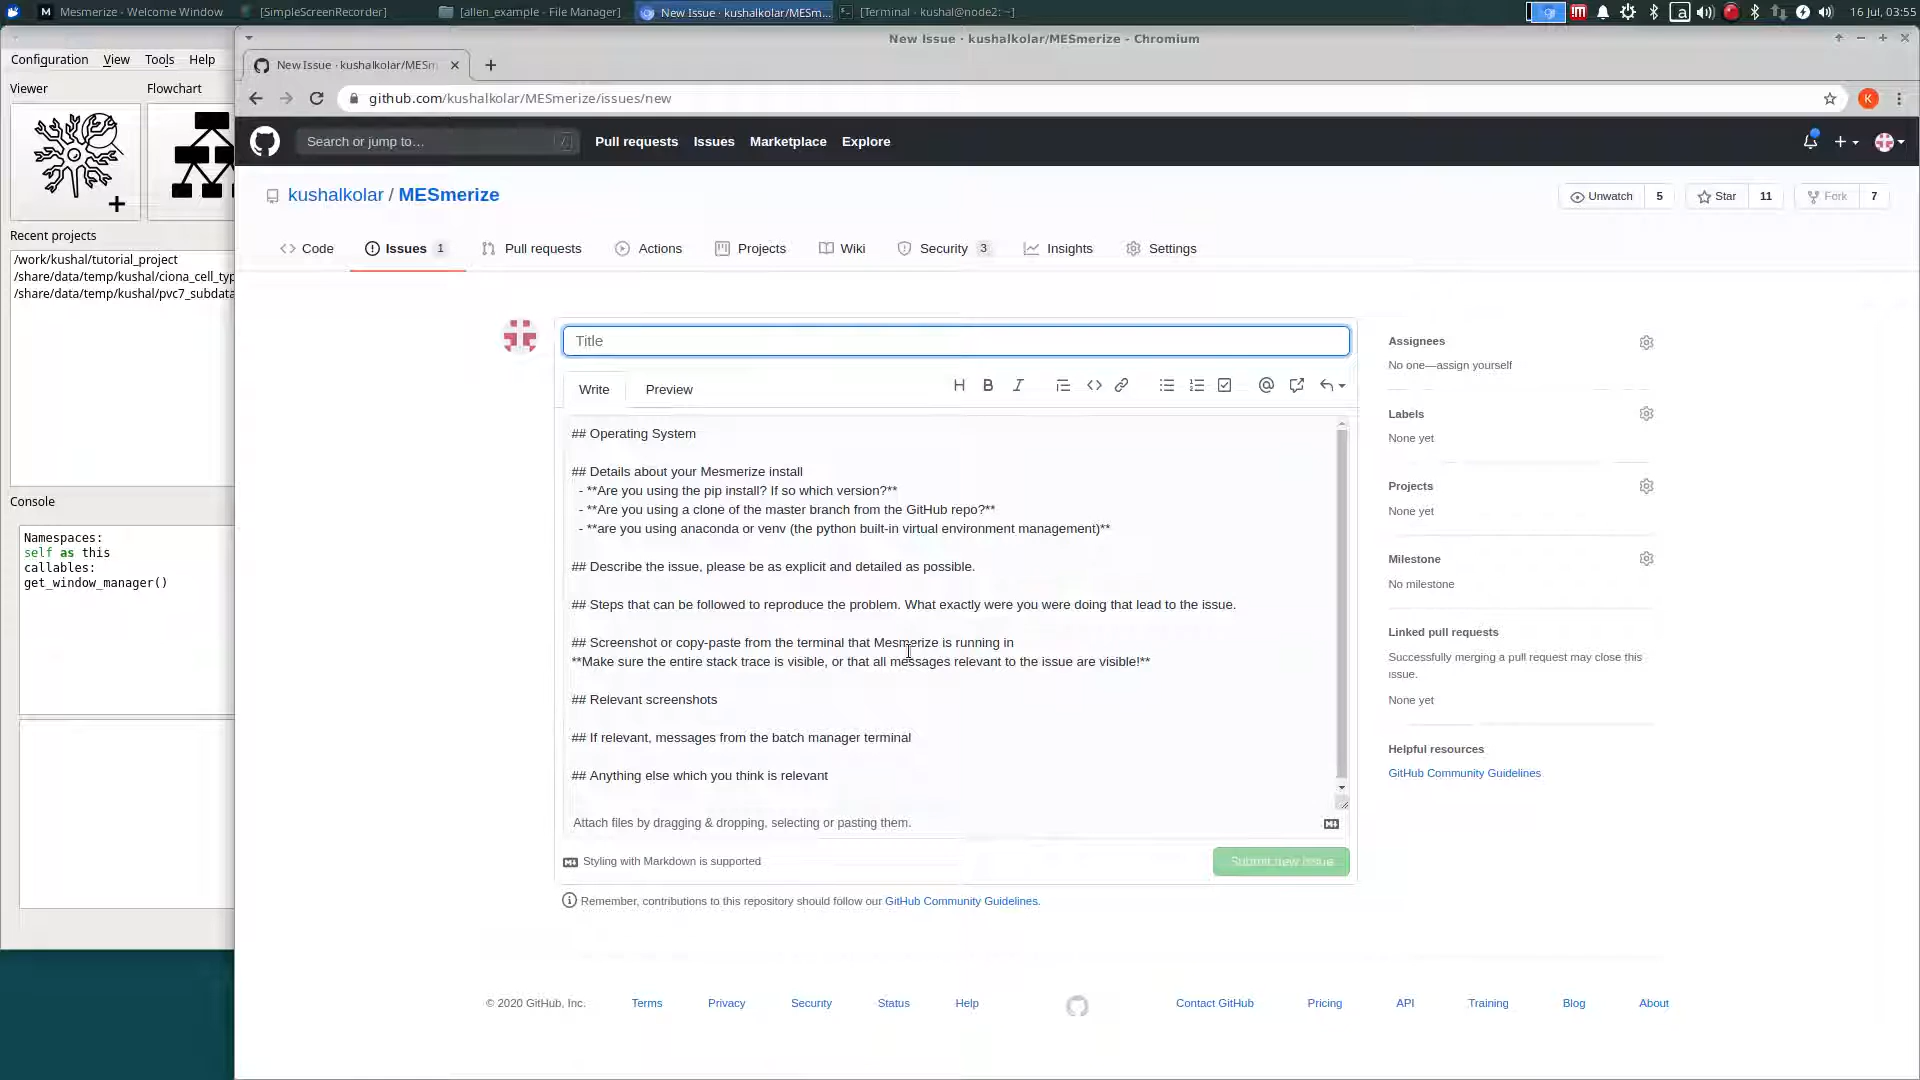 Mesmerize - Welcome Window
[SimpleScreenRecorder]
[allen_example - File Manager]
New Issue · kushalkolar/MESm...
[Terminal - kushal@node2: ~]
16 Jul, 03:55
New Issue · kushalkolar/MESmerize - Chromium
Configuration View Tools Help
New Issue · kushalkolar/MESm
Viewer
Flowchart
github.com/kushalkolar/MESmerize/issues/new
K
Search or jump to…
/
Pull requests Issues Marketplace Explore
kushalkolar / MESmerize
Unwatch 5
Star 11
Fork 7
Recent projects
/work/kushal/tutorial_project
/share/data/temp/kushal/ciona_cell_typ
/share/data/temp/kushal/pvc7_subdata
Code
Issues 1
Pull requests
Actions
Projects
Wiki
Security 3
Insights
Settings
Title
Write
Preview
H B I
## Operating System
## Details about your Mesmerize install
- **Are you using the pip install? If so which version?**
- **Are you using a clone of the master branch from the GitHub repo?**
- **are you using anaconda or venv (the python built-in virtual environment management)**
## Describe the issue, please be as explicit and detailed as possible.
## Steps that can be followed to reproduce the problem. What exactly were you were doing that lead to the issue.
## Screenshot or copy-paste from the terminal that Mesmerize is running in
**Make sure the entire stack trace is visible, or that all messages relevant to the issue are visible!**
## Relevant screenshots
## If relevant, messages from the batch manager terminal
## Anything else which you think is relevant
Attach files by dragging & dropping, selecting or pasting them.
Styling with Markdown is supported
Submit new issue
Remember, contributions to this repository should follow our GitHub Community Guidelines.
Assignees
No one—assign yourself
Labels
None yet
Projects
None yet
Milestone
No milestone
Linked pull requests
Successfully merging a pull request may close this
issue.
None yet
Helpful resources
GitHub Community Guidelines
Console
Namespaces:
self as this
callables:
get_window_manager()
© 2020 GitHub, Inc.
Terms
Privacy
Security
Status
Help
Contact GitHub
Pricing
API
Training
Blog
About